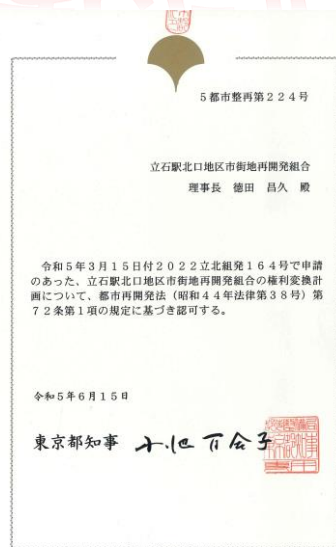 5都市整再第224号
立石駅北口地区市街地再開発組合
理事長 德田 昌久 殿
令和5年3月15日付2022立北組発164号で申請
のあった、立石駅北口地区市街地再開発組合の権利変換計
画について、都市再開発法（昭和44年法律第38号）第
72条第1項の規定に基づき認可する。
令和5年6月15日
東京都知事 小池百合子